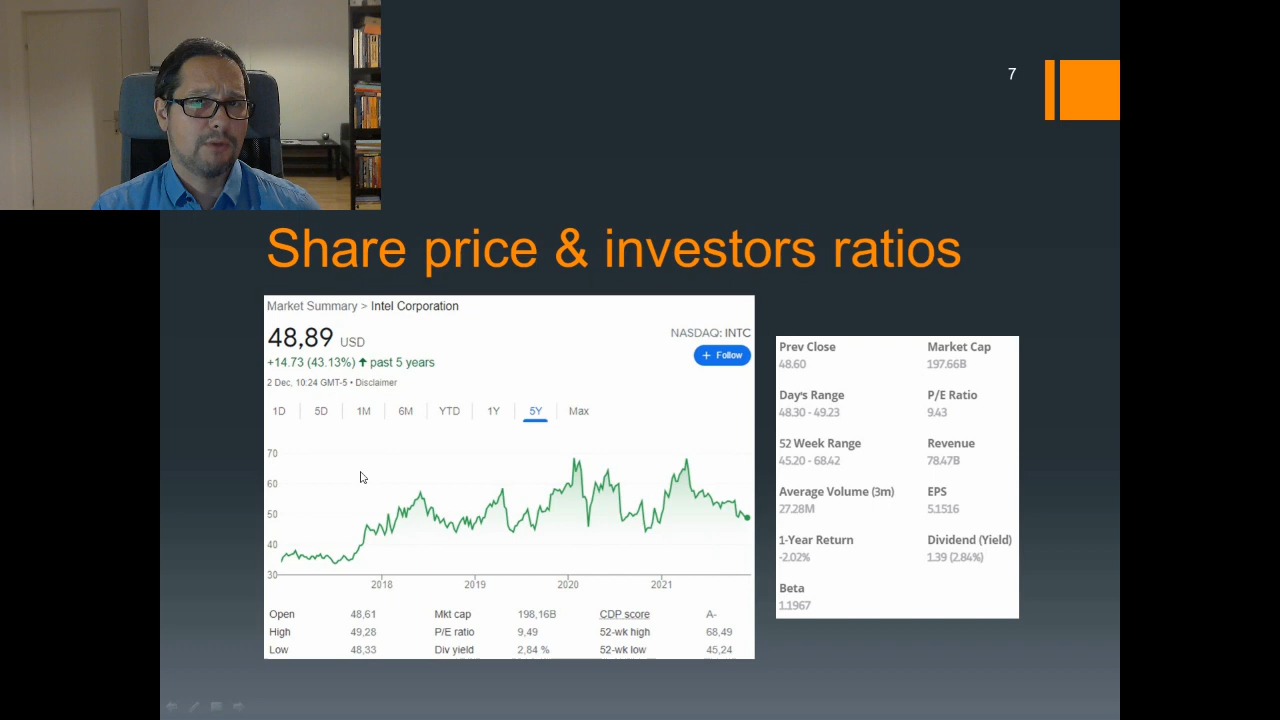 7
Share price & investors ratios
Market Summary > Intel Corporation
48,89 USD
NASDAQ: INTC
+ Follow
+14.73 (43.13%) ↑ past 5 years
2 Dec, 10:24 GMT-5 • Disclaimer
1D 5D 1M 6M YTD 1Y 5Y Max
70
60
50
40
30
2018 2019 2020 2021
Open 48,61 Mkt cap 198,16B CDP score A-
High 49,28 P/E ratio 9,49 52-wk high 68,49
Low 48,33 Div yield 2,84 % 52-wk low 45,24
Prev Close Market Cap
48.60 197.66B
Day's Range P/E Ratio
48.30 - 49.23 9.43
52 Week Range Revenue
45.20 - 68.42 78.47B
Average Volume (3m) EPS
27.28M 5.1516
1-Year Return Dividend (Yield)
-2.02% 1.39 (2.84%)
Beta
1.1967